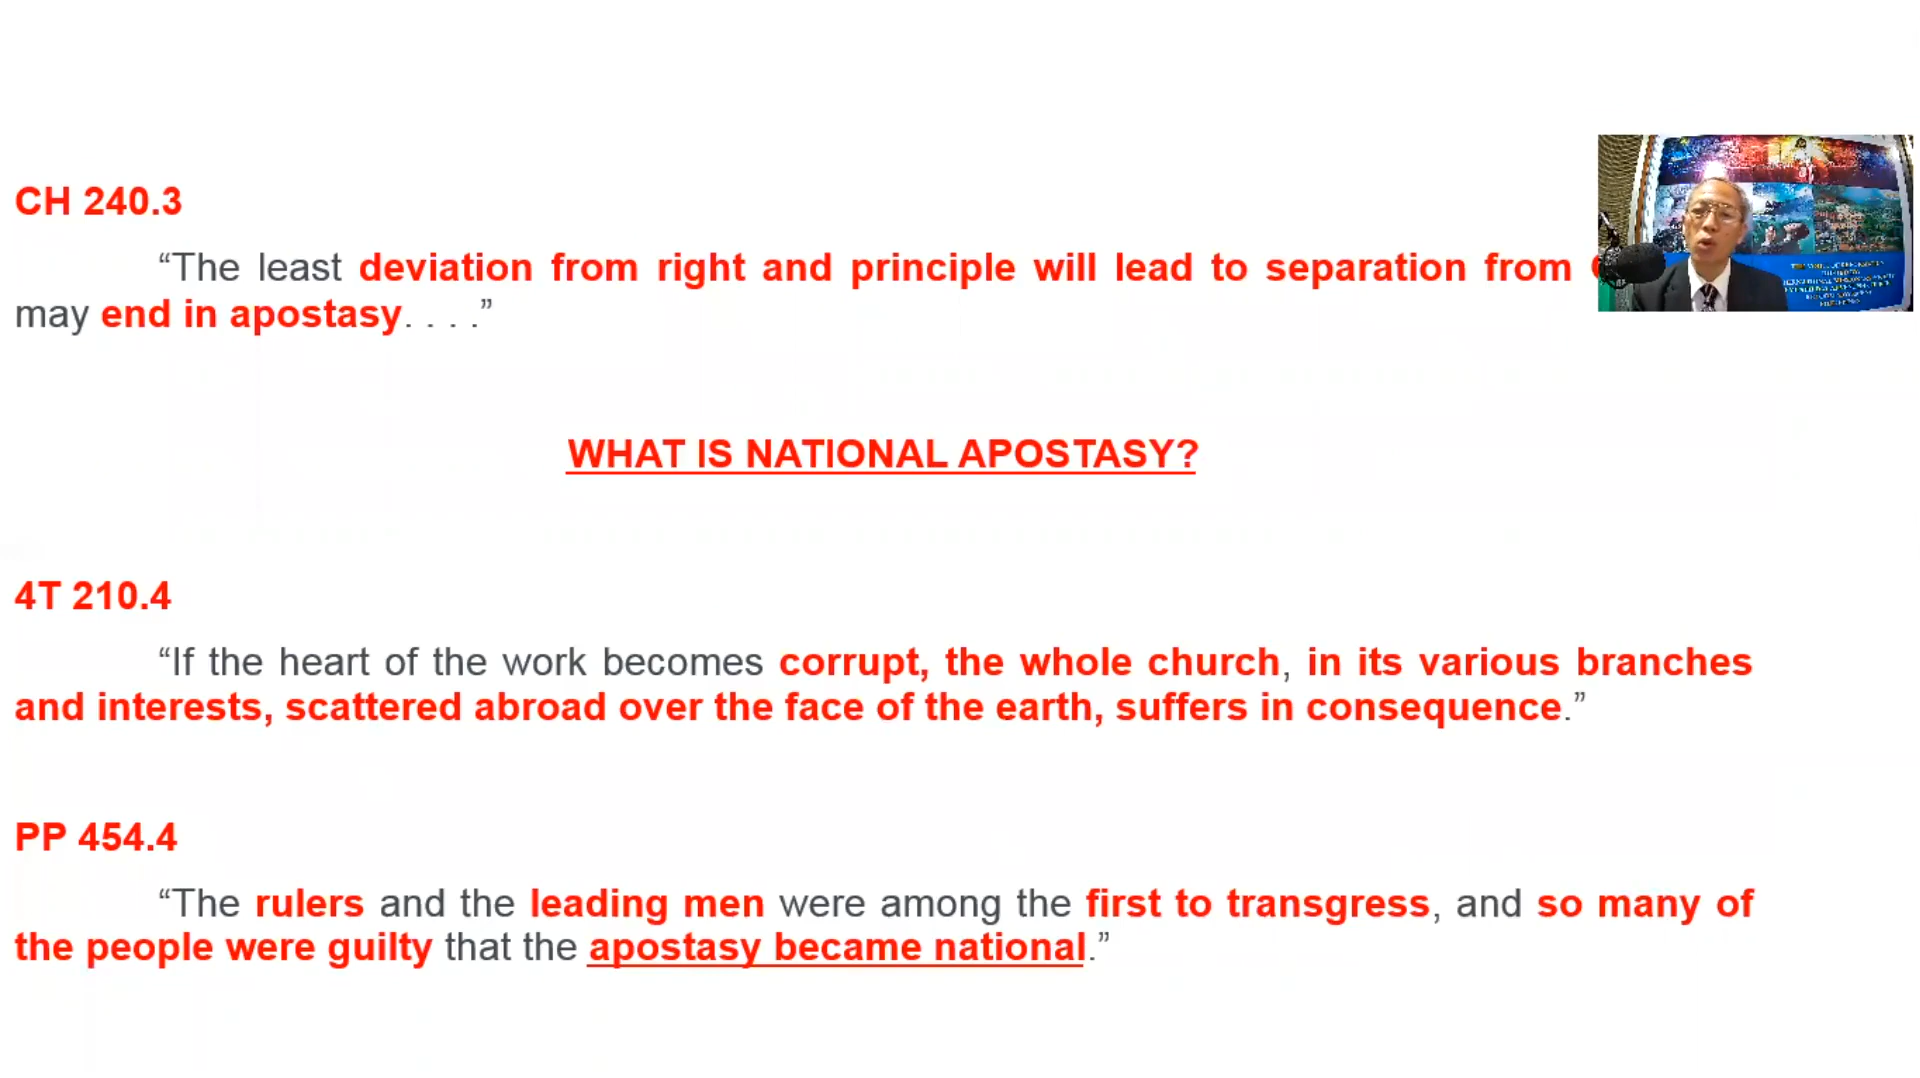 CH 240.3
“The least deviation from right and principle will lead to separation from
may end in apostasy. . . .”
WHAT IS NATIONAL APOSTASY?
4T 210.4
“If the heart of the work becomes corrupt, the whole church, in its various branches
and interests, scattered abroad over the face of the earth, suffers in consequence.”
PP 454.4
“The rulers and the leading men were among the first to transgress, and so many of
the people were guilty that the apostasy became national.”